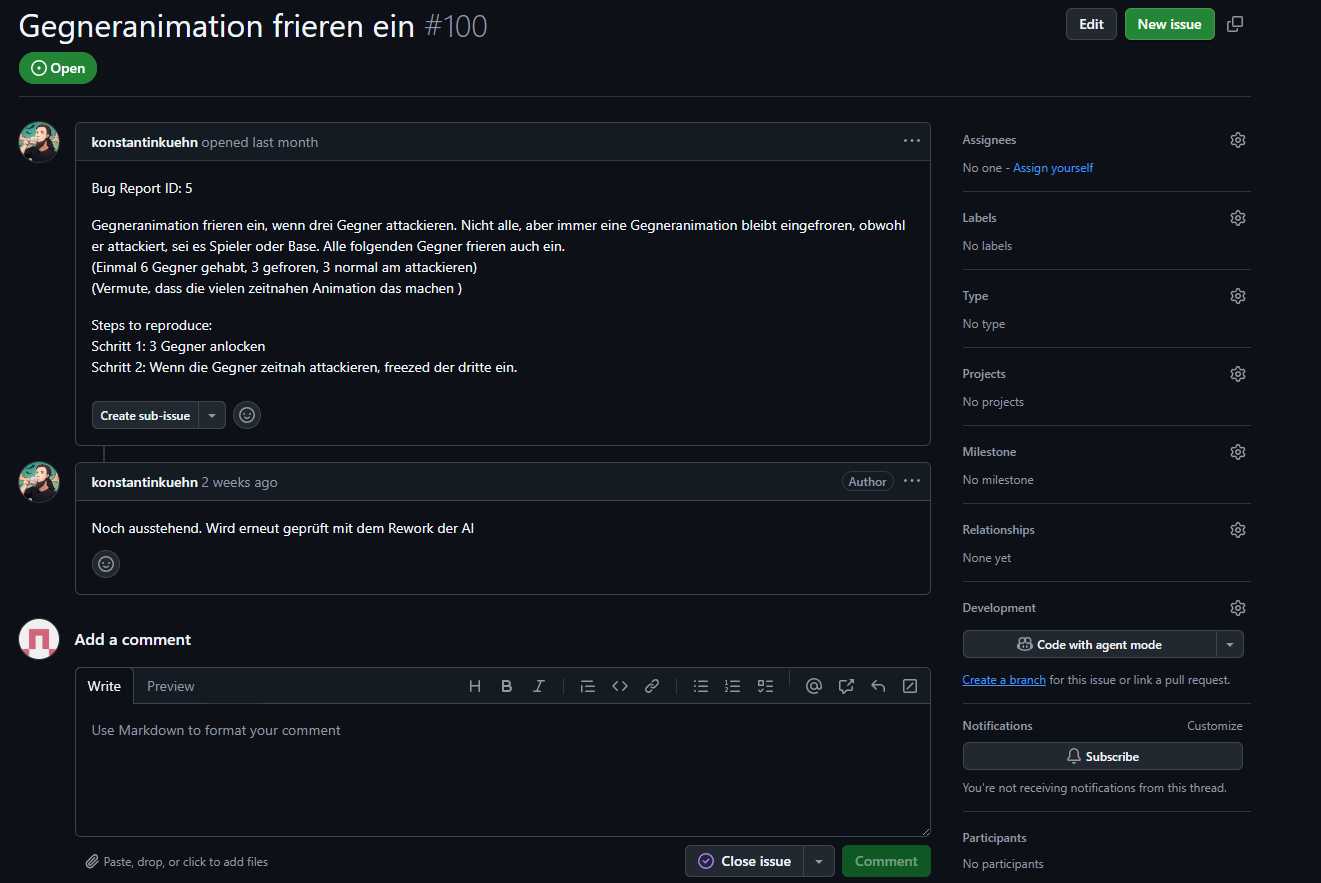 Gegneranimation frieren ein #100
Edit
New issue
Open
konstantinkuehn opened last month
Bug Report ID: 5
Gegneranimation frieren ein, wenn drei Gegner attackieren. Nicht alle, aber immer eine Gegneranimation bleibt eingefroren, obwohl
er attackiert, sei es Spieler oder Base. Alle folgenden Gegner frieren auch ein.
(Einmal 6 Gegner gehabt, 3 gefroren, 3 normal am attackieren)
(Vermute, dass die vielen zeitnahen Animation das machen )
Steps to reproduce:
Schritt 1: 3 Gegner anlocken
Schritt 2: Wenn die Gegner zeitnah attackieren, freezed der dritte ein.
Create sub-issue
konstantinkuehn 2 weeks ago
Author
Noch ausstehend. Wird erneut geprüft mit dem Rework der AI
Add a comment
Write
Preview
Use Markdown to format your comment
Paste, drop, or click to add files
Close issue
Comment
Assignees
No one - Assign yourself
Labels
No labels
Type
No type
Projects
No projects
Milestone
No milestone
Relationships
None yet
Development
Code with agent mode
Create a branch for this issue or link a pull request.
Notifications
Customize
Subscribe
You're not receiving notifications from this thread.
Participants
No participants